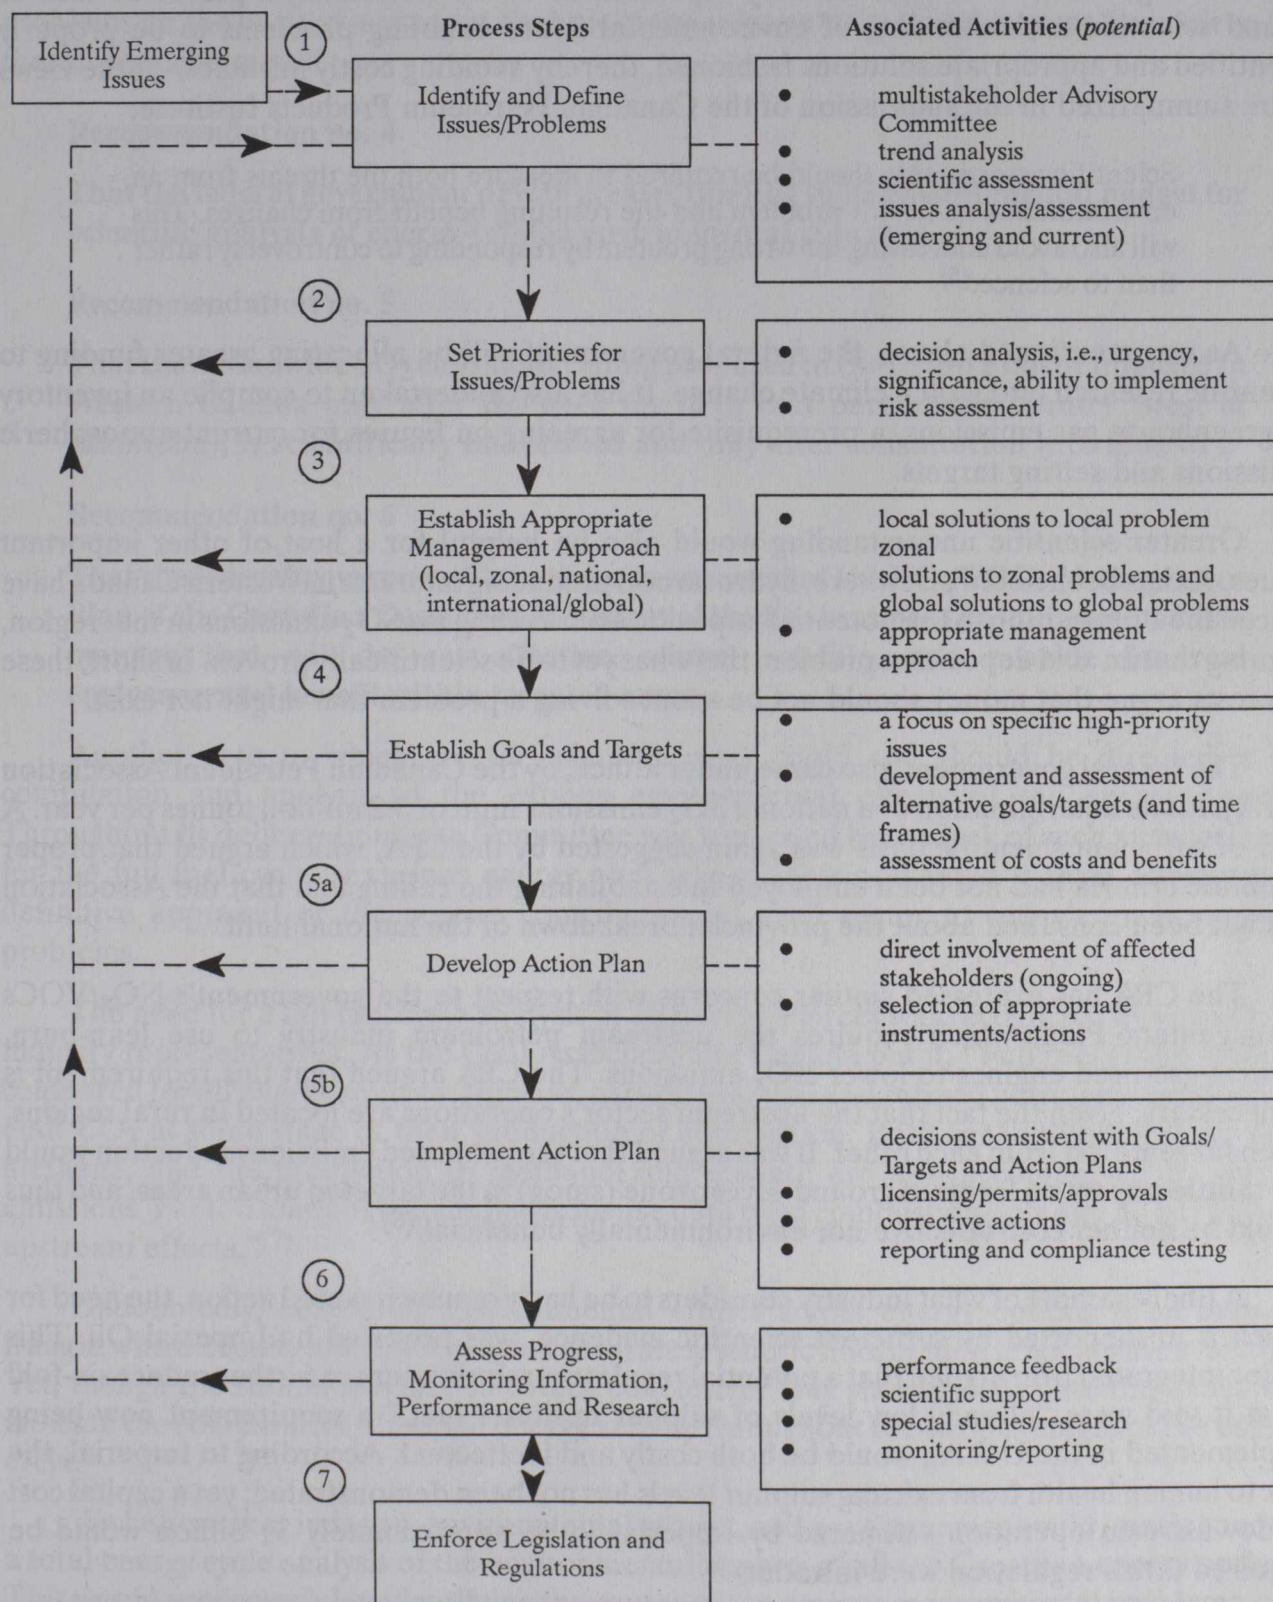 Process Steps
Associated Activities (potential)
Identify Emerging
Issues
1
Identify and Define
Issues/Problems
• multistakeholder Advisory
Committee
• trend analysis
• scientific assessment
• issues analysis/assessment
(emerging and current)
2
Set Priorities for
Issues/Problems
• decision analysis, i.e., urgency,
significance, ability to implement
• risk assessment
3
Establish Appropriate
Management Approach
(local, zonal, national,
international/global)
• local solutions to local problem
zonal
solutions to zonal problems and
global solutions to global problems
• appropriate management
approach
4
Establish Goals and Targets
• a focus on specific high-priority
issues
• development and assessment of
alternative goals/targets (and time
frames)
• assessment of costs and benefits
5a
Develop Action Plan
• direct involvement of affected
stakeholders (ongoing)
• selection of appropriate
instruments/actions
5b
Implement Action Plan
• decisions consistent with Goals/
Targets and Action Plans
• licensing/permits/approvals
• corrective actions
• reporting and compliance testing
6
Assess Progress,
Monitoring Information,
Performance and Research
• performance feedback
• scientific support
• special studies/research
• monitoring/reporting
7
Enforce Legislation and
Regulations